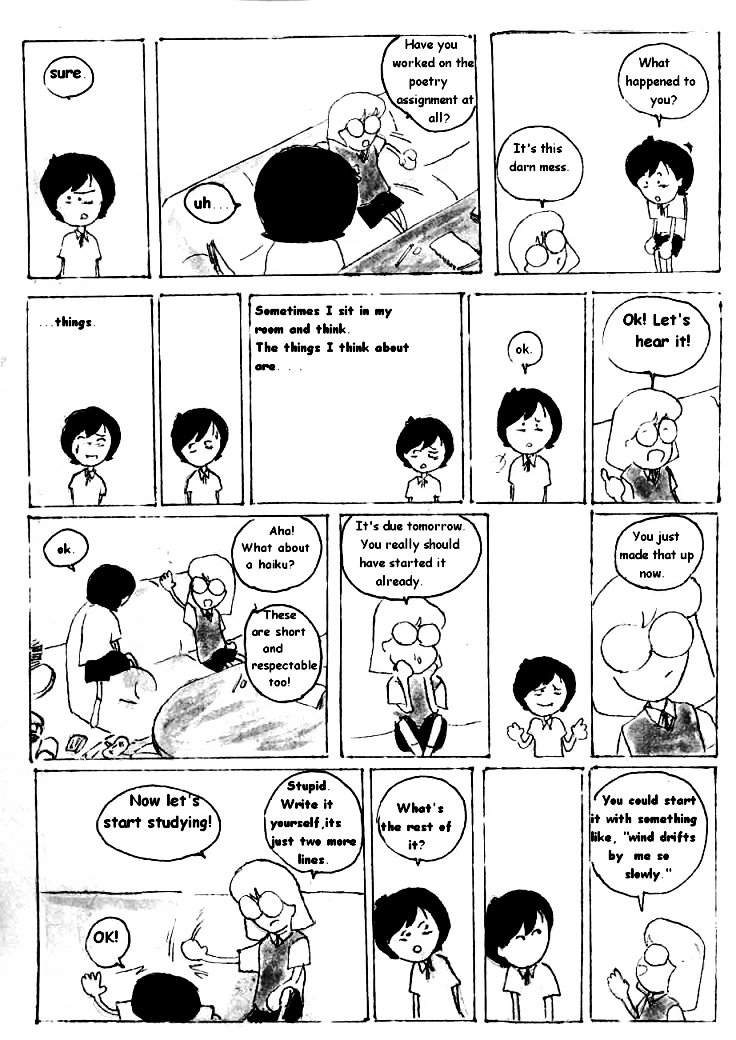 What
happened to
you?
It's this
darn mess.
Have you
worked on the
poetry
assignment at
all?
uh...
sure.
Ok! Let's
hear it!
ok.
Sometimes I sit in my
room and think.
The things I think about
are. . .
...things.
You just
made that up
now.
It's due tomorrow.
You really should
have started it
already.
Aha!
What about
a haiku?
These
are short
and
respectable
too!
ok.
You could start
it with something
like, "wind drifts
by me so
slowly."
What's
the rest of
it?
Stupid.
Write it
yourself,its
just two more
lines.
Now let's
start studying!
OK!